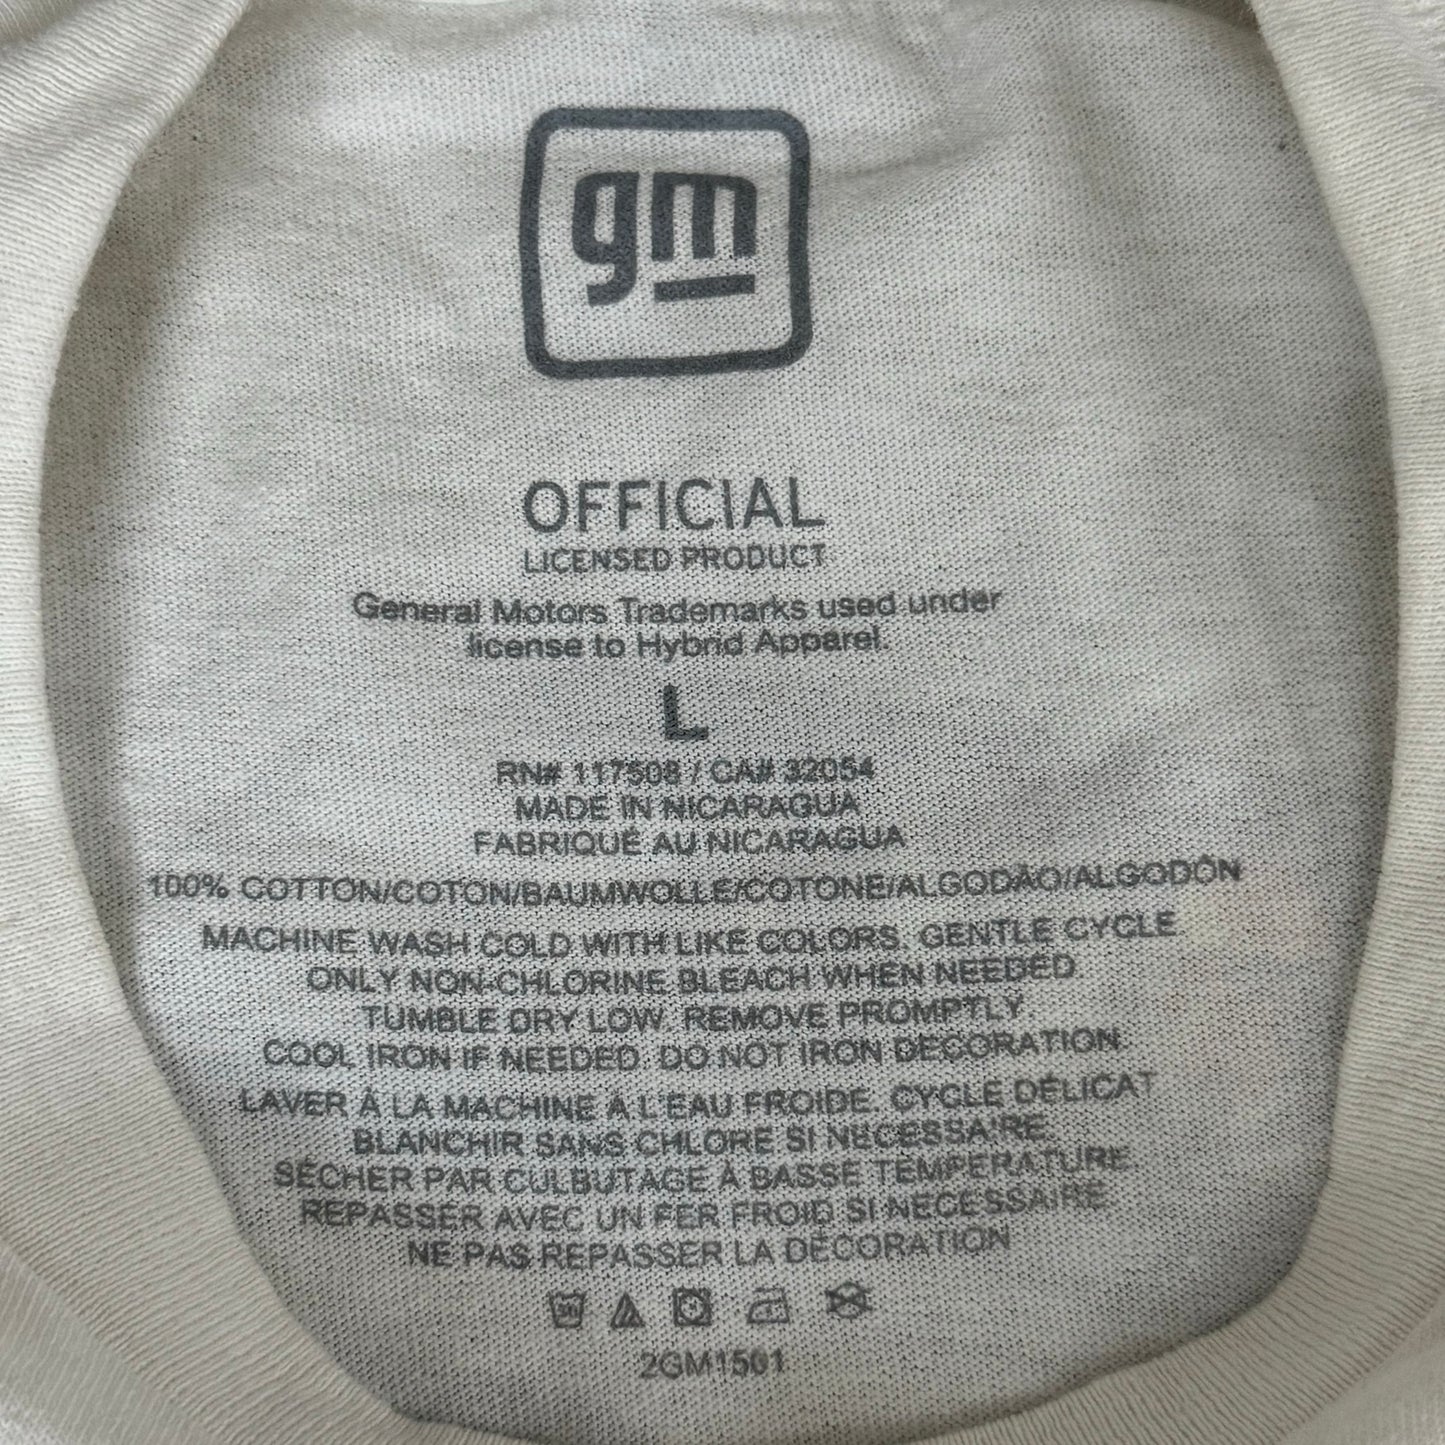 gm
OFFICIAL
LICENSED PRODUCT
General Motors Trademarks used under
license to Hybrid Apparel.
L
RN# 117508 / CA# 32054
MADE IN NICARAGUA
FABRIQUÉ AU NICARAGUA
100% COTTON/COTON/BAUMWOLLE/COTONE/ALGODÃO/ALGODÓN
MACHINE WASH COLD WITH LIKE COLORS. GENTLE CYCLE
ONLY NON-CHLORINE BLEACH WHEN NEEDED.
TUMBLE DRY LOW. REMOVE PROMPTLY.
COOL IRON IF NEEDED. DO NOT IRON DECORATION.
LAVER À LA MACHINE À L'EAU FROIDE. CYCLE DÉLICAT
BLANCHIR SANS CHLORE SI NÉCESSAIRE.
SÉCHER PAR CULBUTAGE À BASSE TEMPÉRATURE.
REPASSER AVEC UN FER FROID SI NÉCESSAIRE
NE PAS REPASSER LA DÉCORATION
30
2GM1501